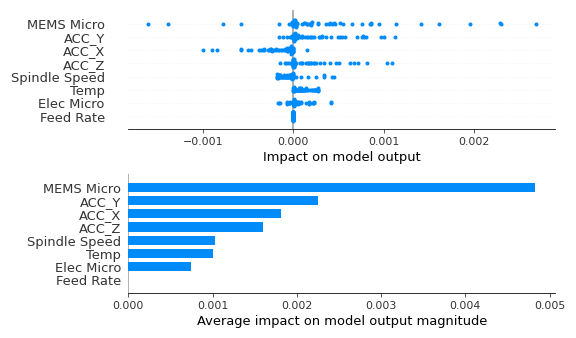 MEMS Micro
ACC_Y
ACC_X
ACC_Z
Spindle Speed
Temp
Elec Micro
Feed Rate
−0.001 0.000 0.001 0.002
Impact on model output
MEMS Micro
ACC_Y
ACC_X
ACC_Z
Spindle Speed
Temp
Elec Micro
Feed Rate
0.000 0.001 0.002 0.003 0.004 0.005
Average impact on model output magnitude